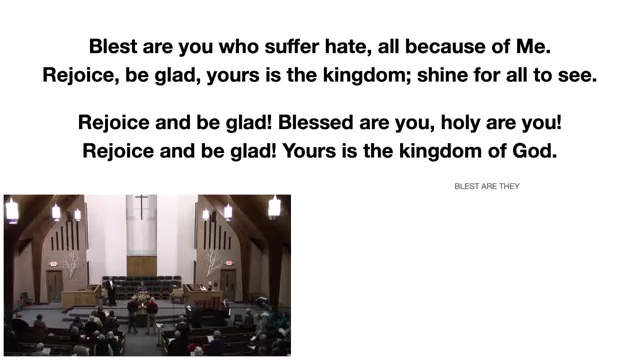 Blest are you who suffer hate, all because of Me.
Rejoice, be glad, yours is the kingdom; shine for all to see.
Rejoice and be glad! Blessed are you, holy are you!
Rejoice and be glad! Yours is the kingdom of God.
BLEST ARE THEY